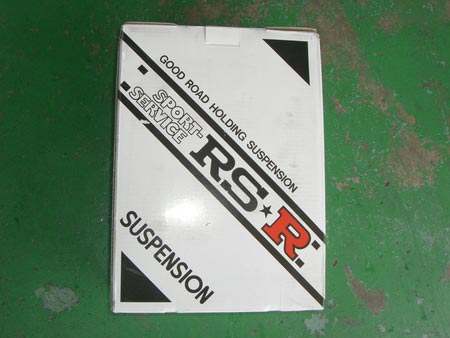 GOOD ROAD HOLDING SUSPENSION
SPORT-
SERVICE
RS★R
SUSPENSION